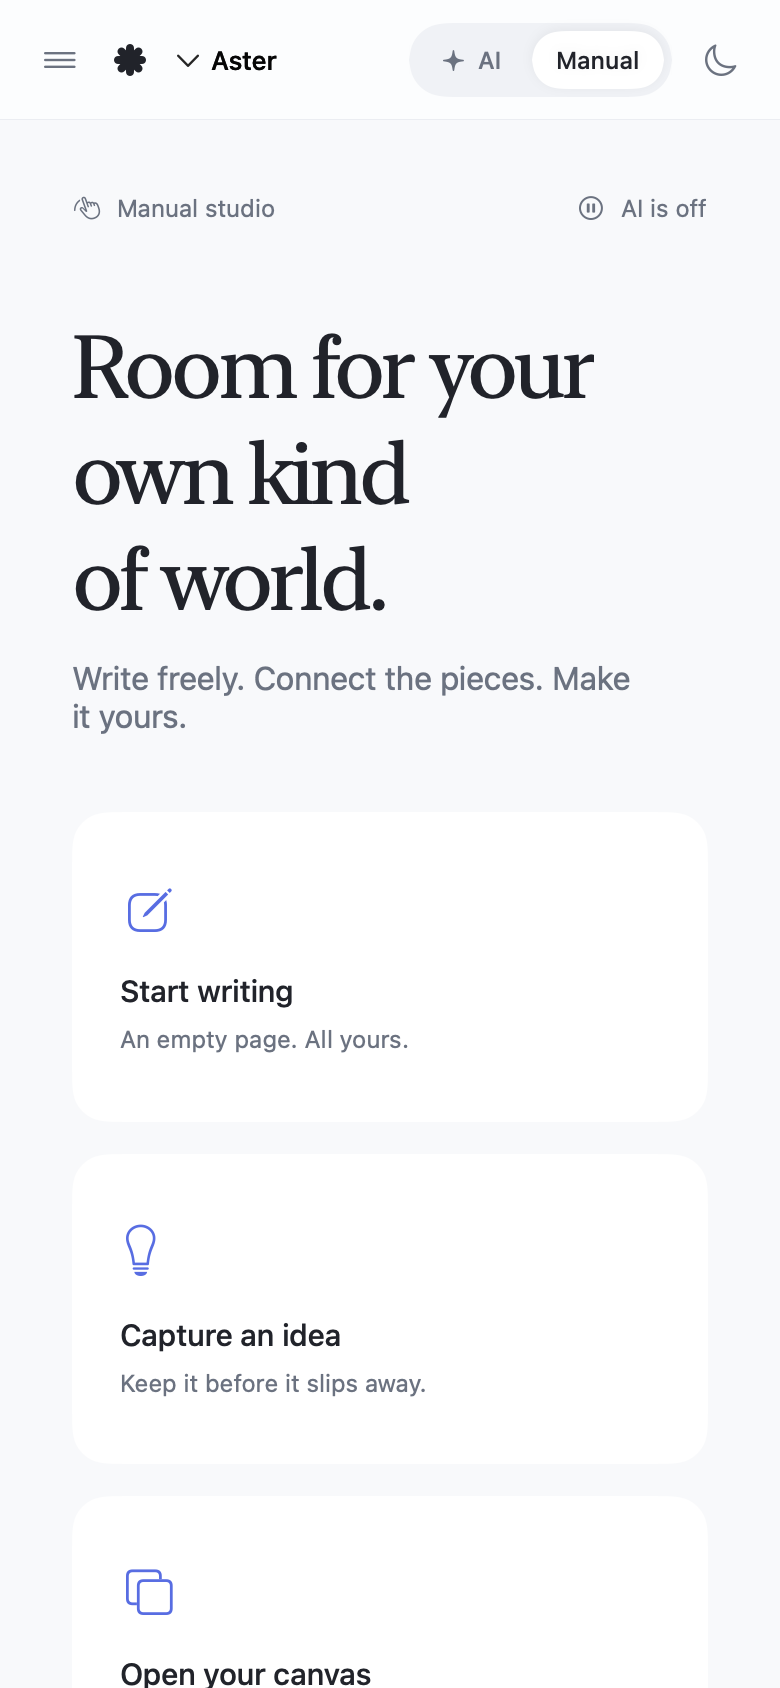 Aster
AI
Manual
Manual studio
AI is off
Room for your
own kind
of world.
Write freely. Connect the pieces. Make
it yours.
Start writing
An empty page. All yours.
Capture an idea
Keep it before it slips away.
Open your canvas